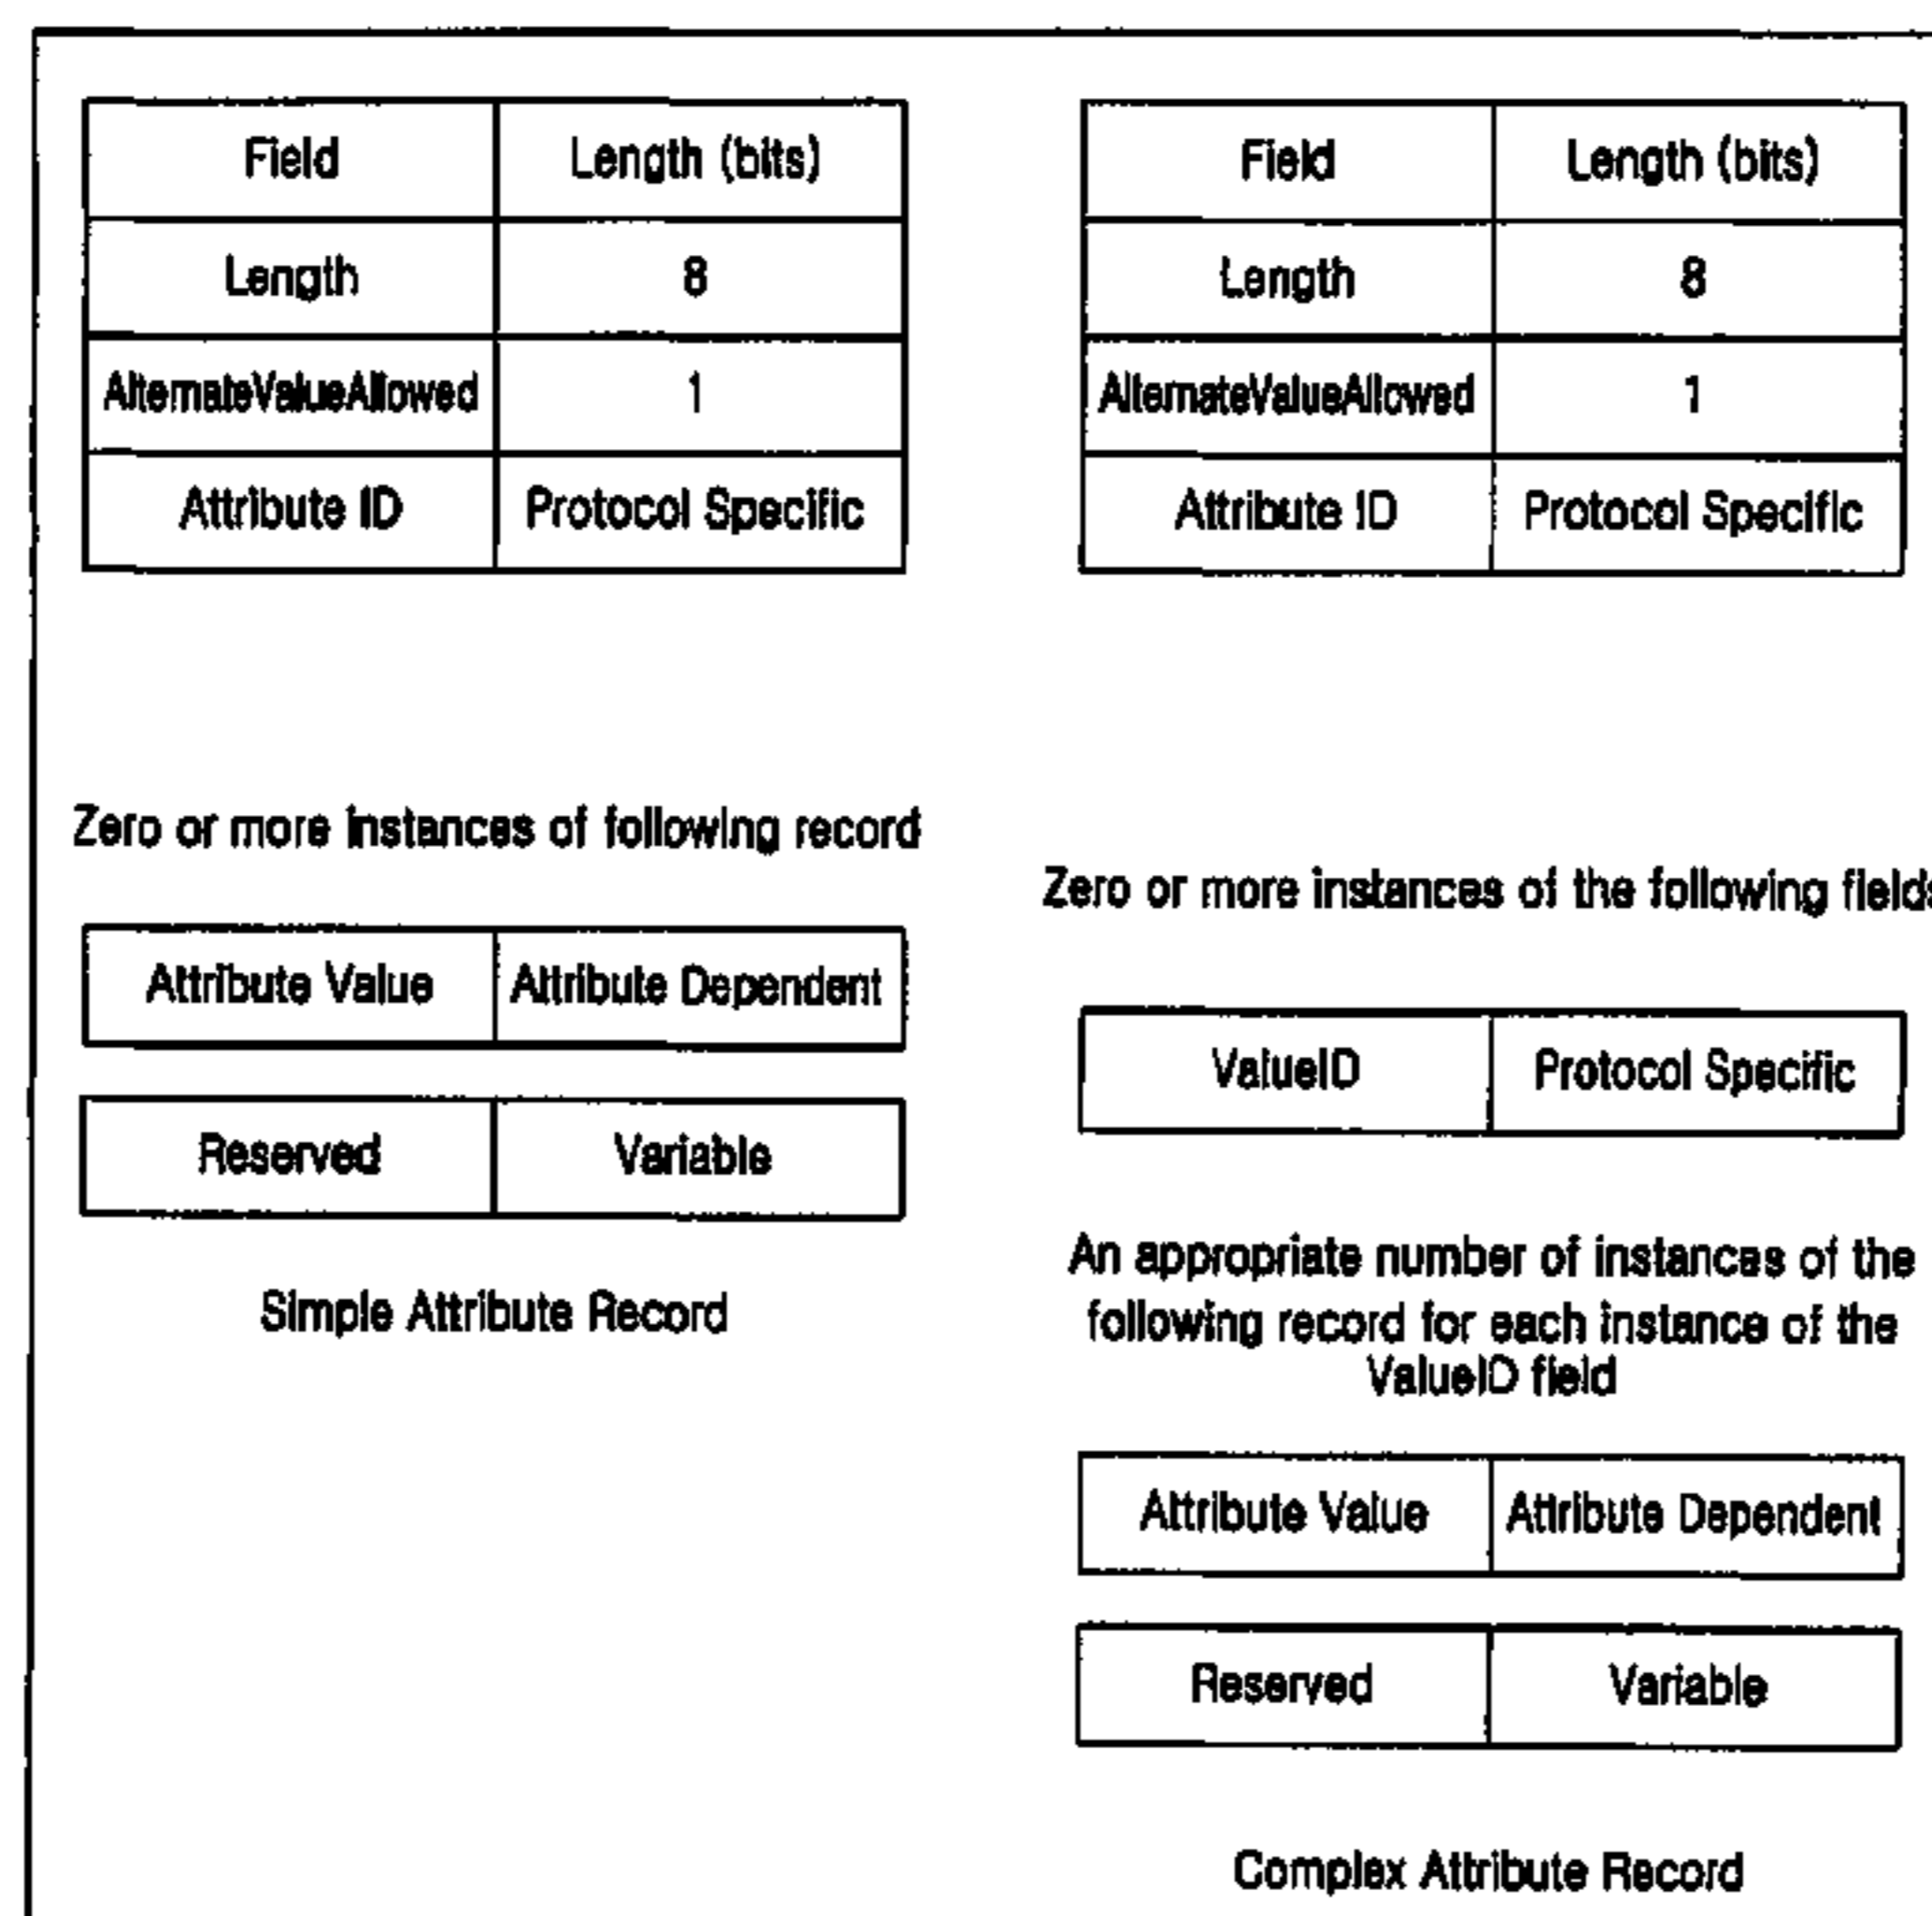 Field Length (bits)
Length 8
AlternateValueAllowed 1
Attribute ID Protocol Specific
Zero or more instances of following record
Attribute Value Attribute Dependent
Reserved Variable
Simple Attribute Record
Field Length (bits)
Length 8
AlternateValueAllowed 1
Attribute ID Protocol Specific
Zero or more instances of the following fields
ValueID Protocol Specific
An appropriate number of instances of the
following record for each instance of the
ValueID field
Attribute Value Attribute Dependent
Reserved Variable
Complex Attribute Record